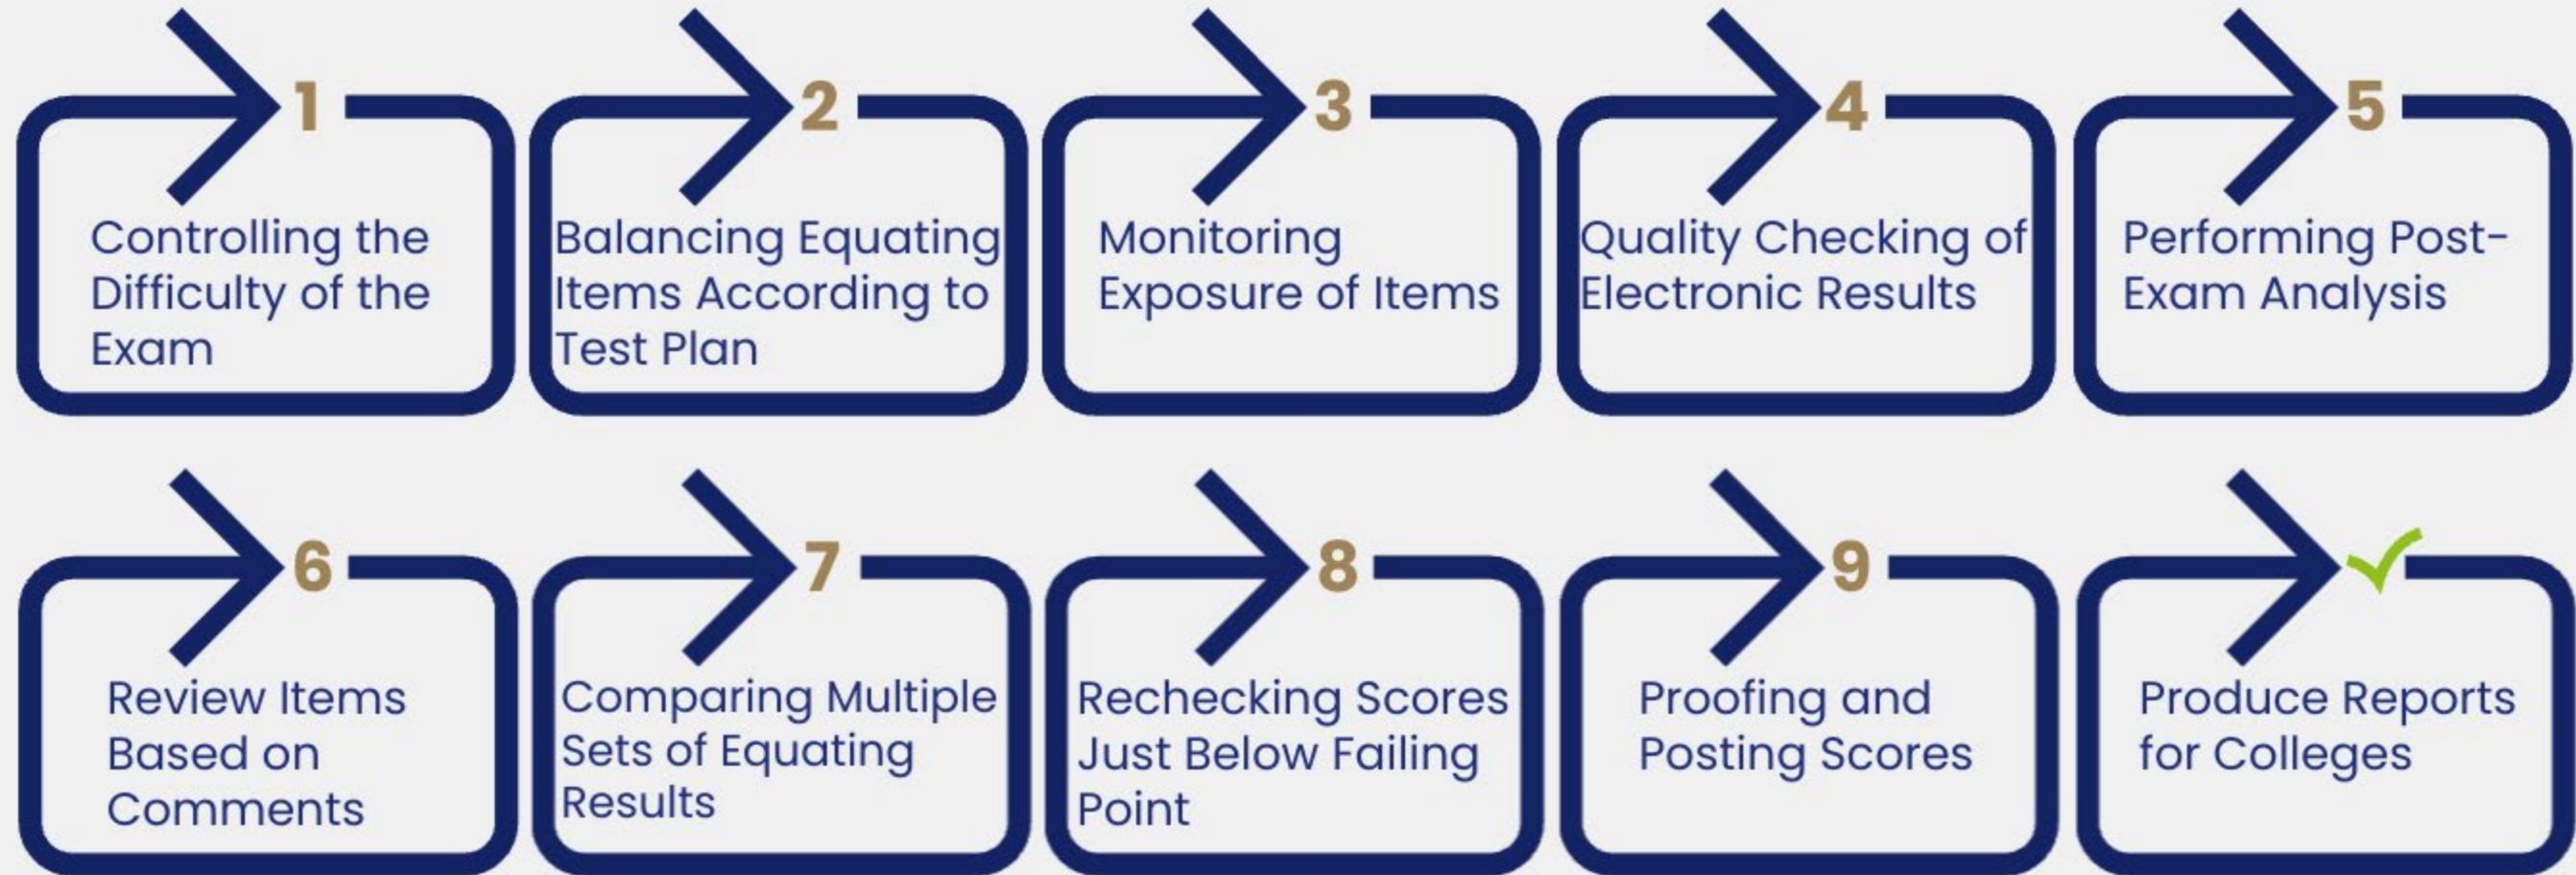 1
Controlling the
Difficulty of the
Exam
2
Balancing Equating
Items According to
Test Plan
3
Monitoring
Exposure of Items
4
Quality Checking of
Electronic Results
5
Performing Post-
Exam Analysis
6
Review Items
Based on
Comments
7
Comparing Multiple
Sets of Equating
Results
8
Rechecking Scores
Just Below Failing
Point
9
Proofing and
Posting Scores
Produce Reports
for Colleges